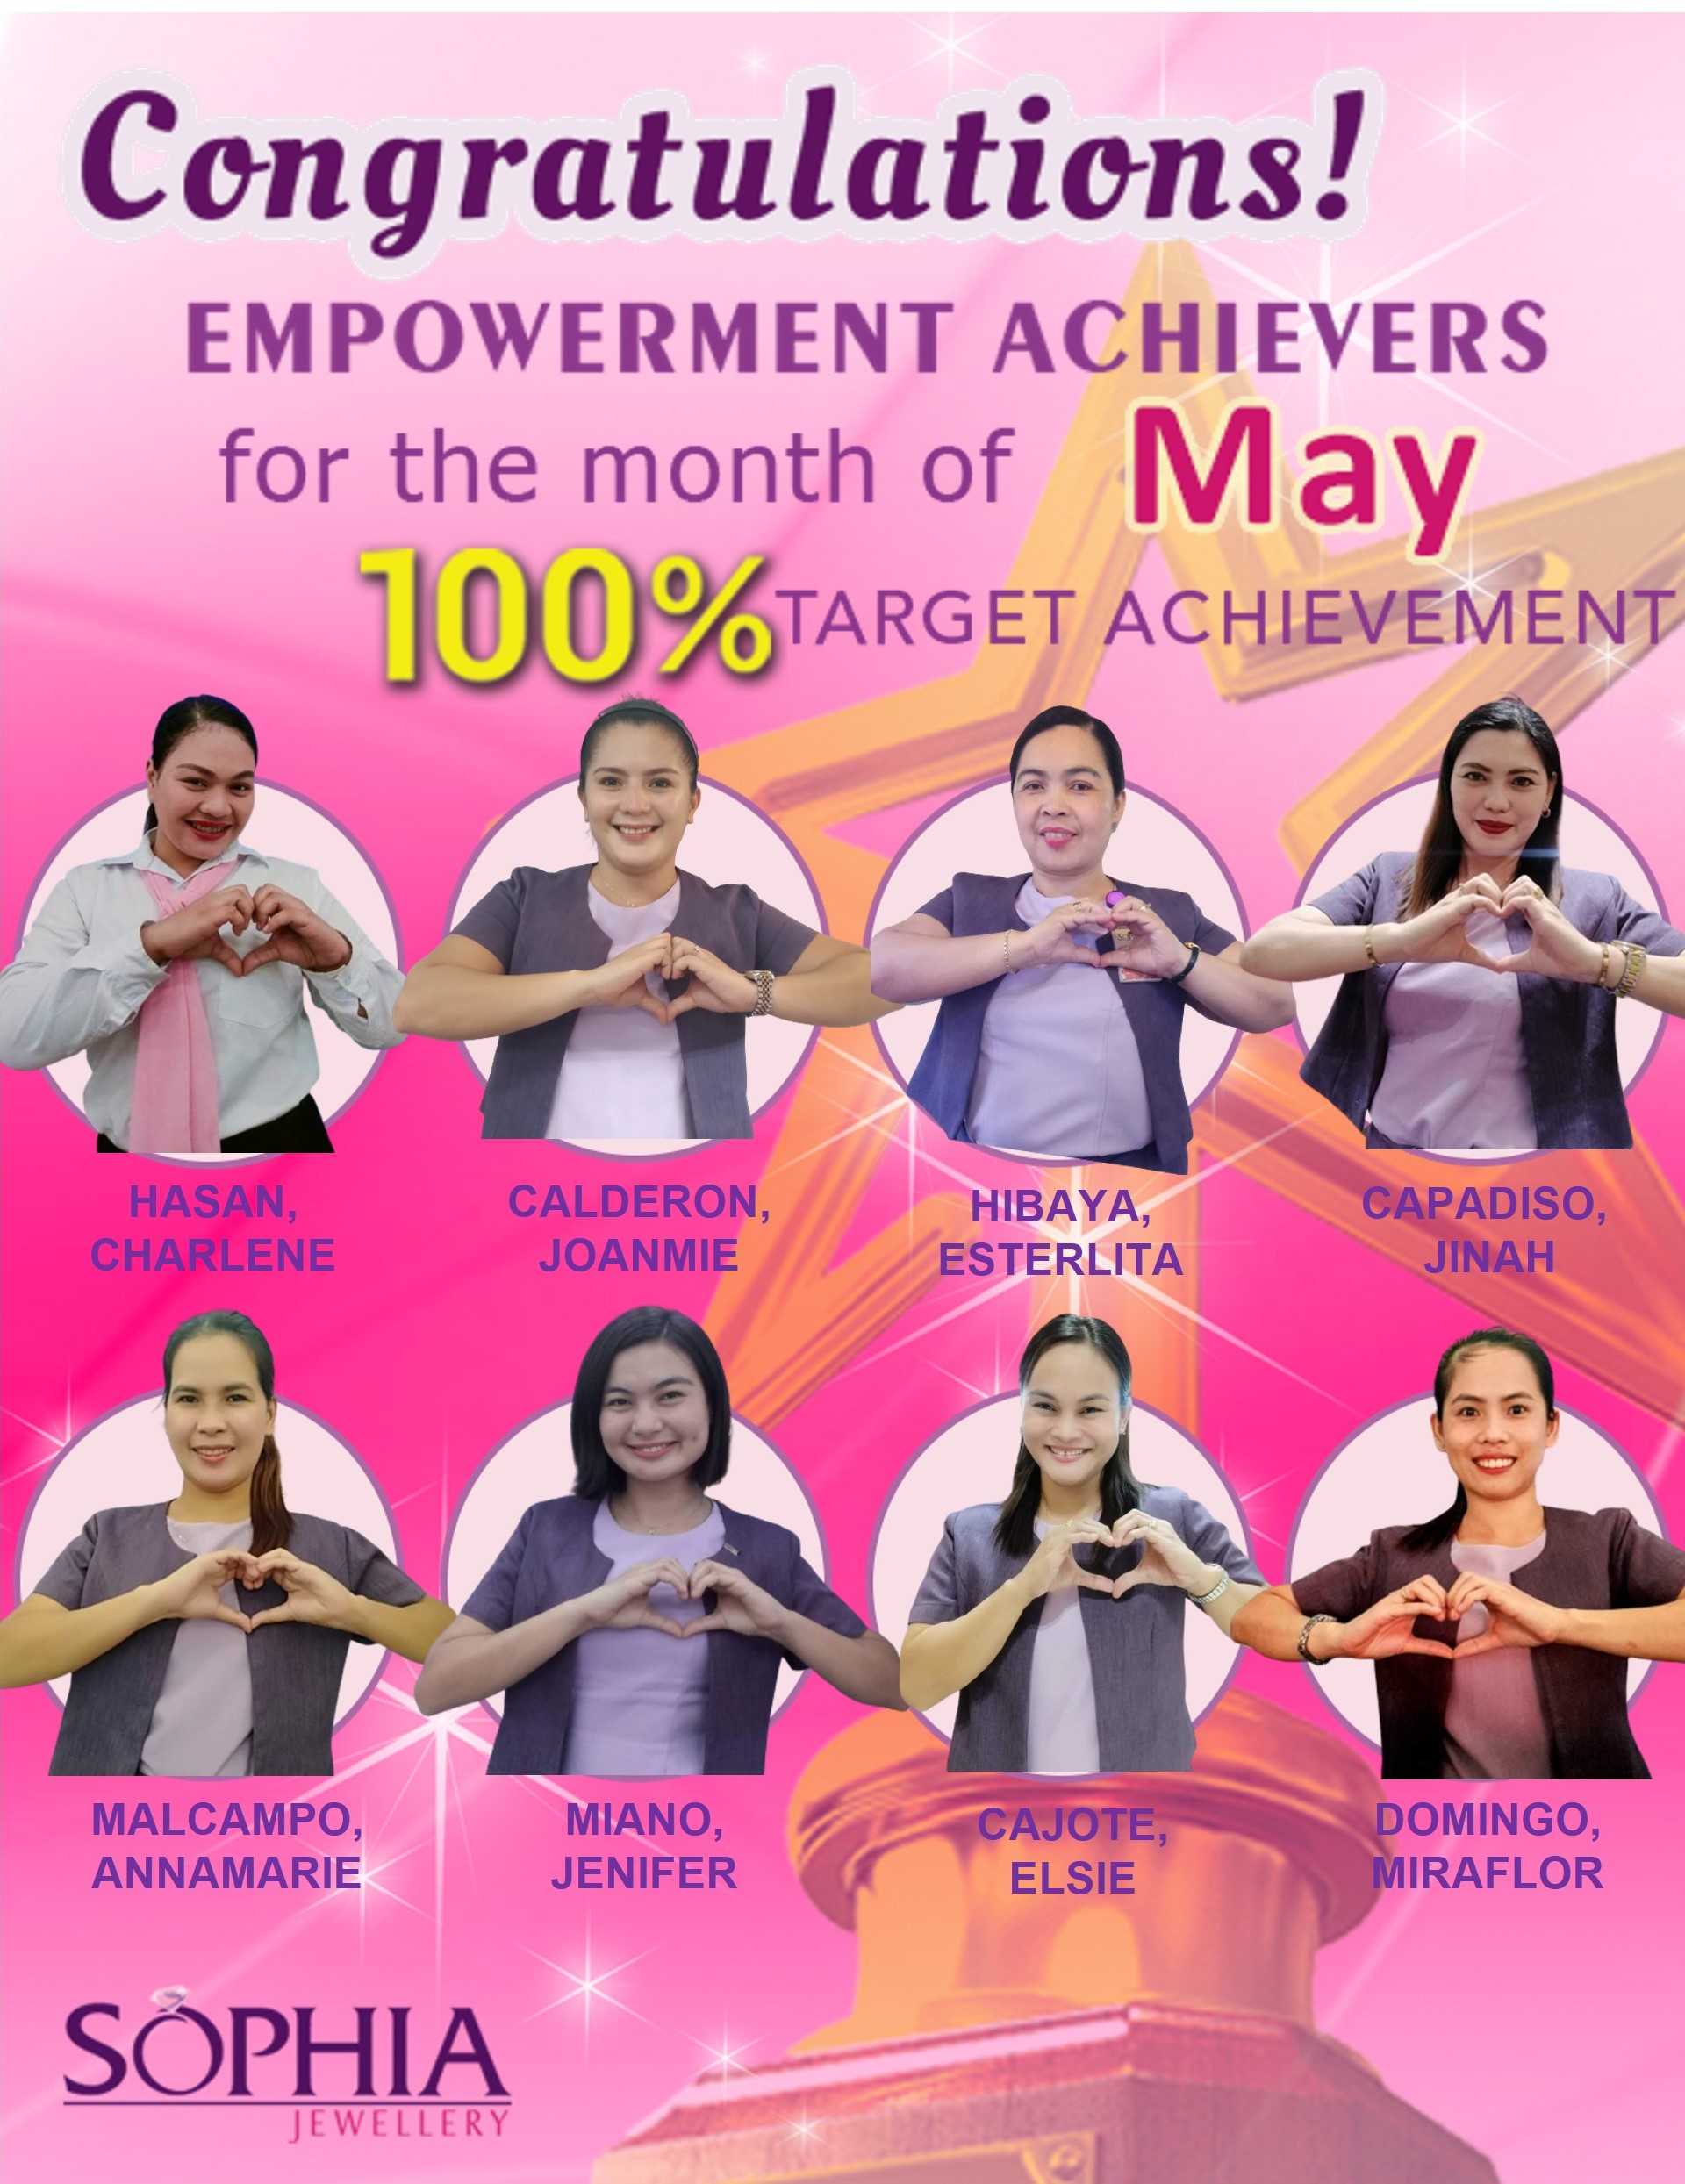 Congratulations!
EMPOWERMENT ACHIEVERS
for the month of May
100% TARGET ACHIEVEMENT
HASAN,
CHARLENE
CALDERON,
JOANMIE
HIBAYA,
ESTERLITA
CAPADISO,
JINAH
MALCAMPO,
ANNAMARIE
MIANO,
JENIFER
CAJOTE,
ELSIE
DOMINGO,
MIRAFLOR
SOPHIA
JEWELLERY